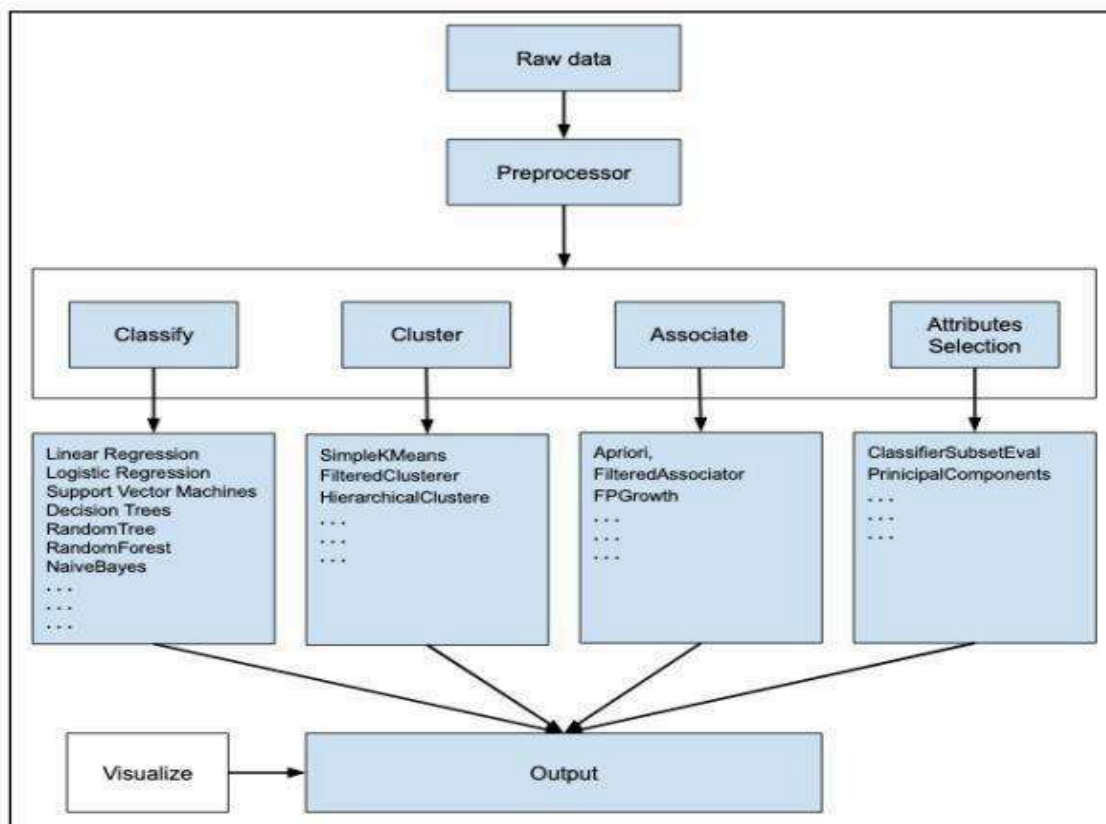 Raw data
Preprocessor
Classify
Cluster
Associate
Attributes
Selection
Linear Regression
Logistic Regression
Support Vector Machines
Decision Trees
RandomTree
RandomForest
NaiveBayes
. . .
. . .
. . .
SimpleKMeans
FilteredClusterer
HierarchicalClustere
. . .
. . .
. . .
Apriori,
FilteredAssociator
FPGrowth
. . .
. . .
. . .
ClassifierSubsetEval
PrinicipalComponents
. . .
. . .
. . .
Visualize
Output